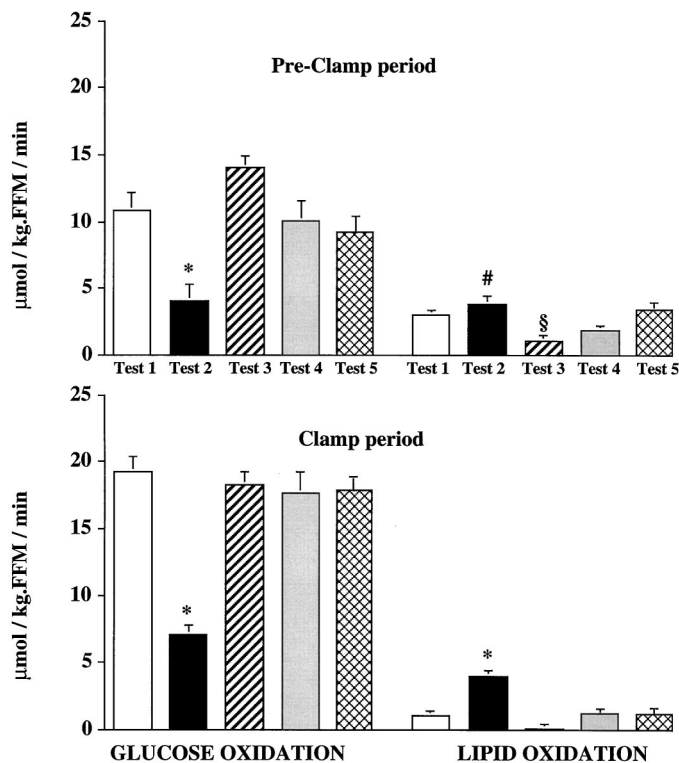 25
Pre-Clamp period
20
15
10
5
0
µmol / kg.FFM / min
*
#
§
Test 1 Test 2 Test 3 Test 4 Test 5 Test 1 Test 2 Test 3 Test 4 Test 5
25
Clamp period
20
15
10
5
0
µmol / kg.FFM / min
*
*
GLUCOSE OXIDATION LIPID OXIDATION